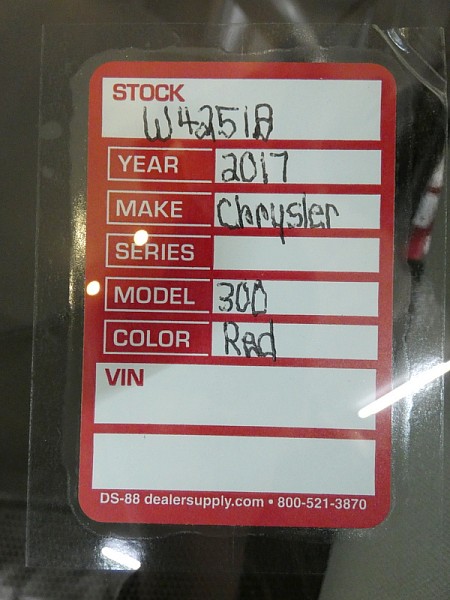 STOCK
W42518
YEAR 2017
MAKE Chrysler
SERIES
MODEL 300
COLOR Red
VIN
DS-88 dealersupply.com • 800-521-3870